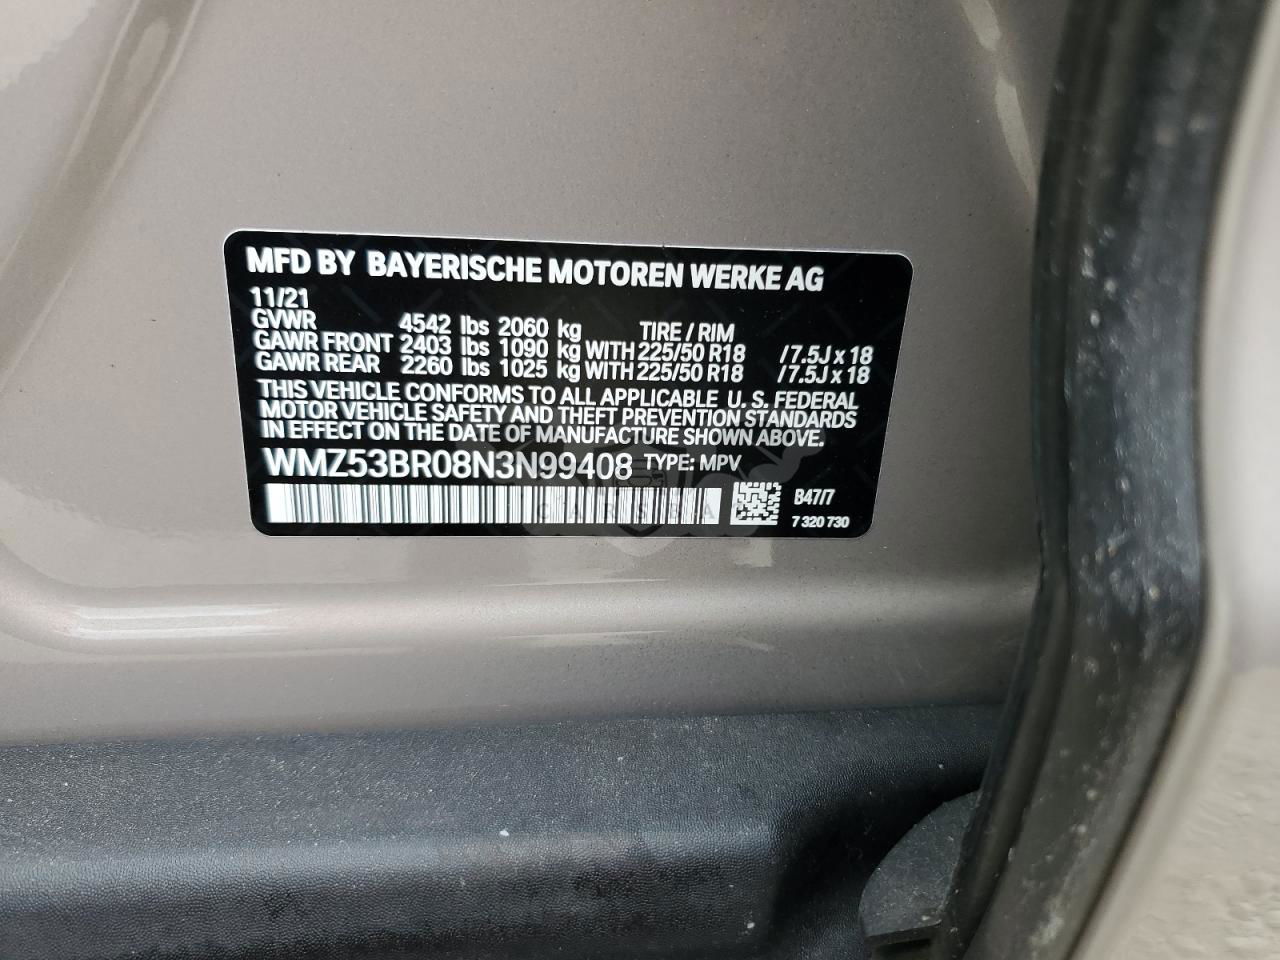 MFD BY BAYERISCHE MOTOREN WERKE AG
11/21
GVWR 4542 lbs 2060 kg TIRE / RIM
GAWR FRONT 2403 lbs 1090 kg WITH 225/50 R18 /7.5J x 18
GAWR REAR 2260 lbs 1025 kg WITH 225/50 R18 /7.5J x 18
THIS VEHICLE CONFORMS TO ALL APPLICABLE U. S. FEDERAL
MOTOR VEHICLE SAFETY AND THEFT PREVENTION STANDARDS
IN EFFECT ON THE DATE OF MANUFACTURE SHOWN ABOVE.
WMZ53BR08N3N99408 TYPE: MPV
B47/7
7 320 730
CARSBA